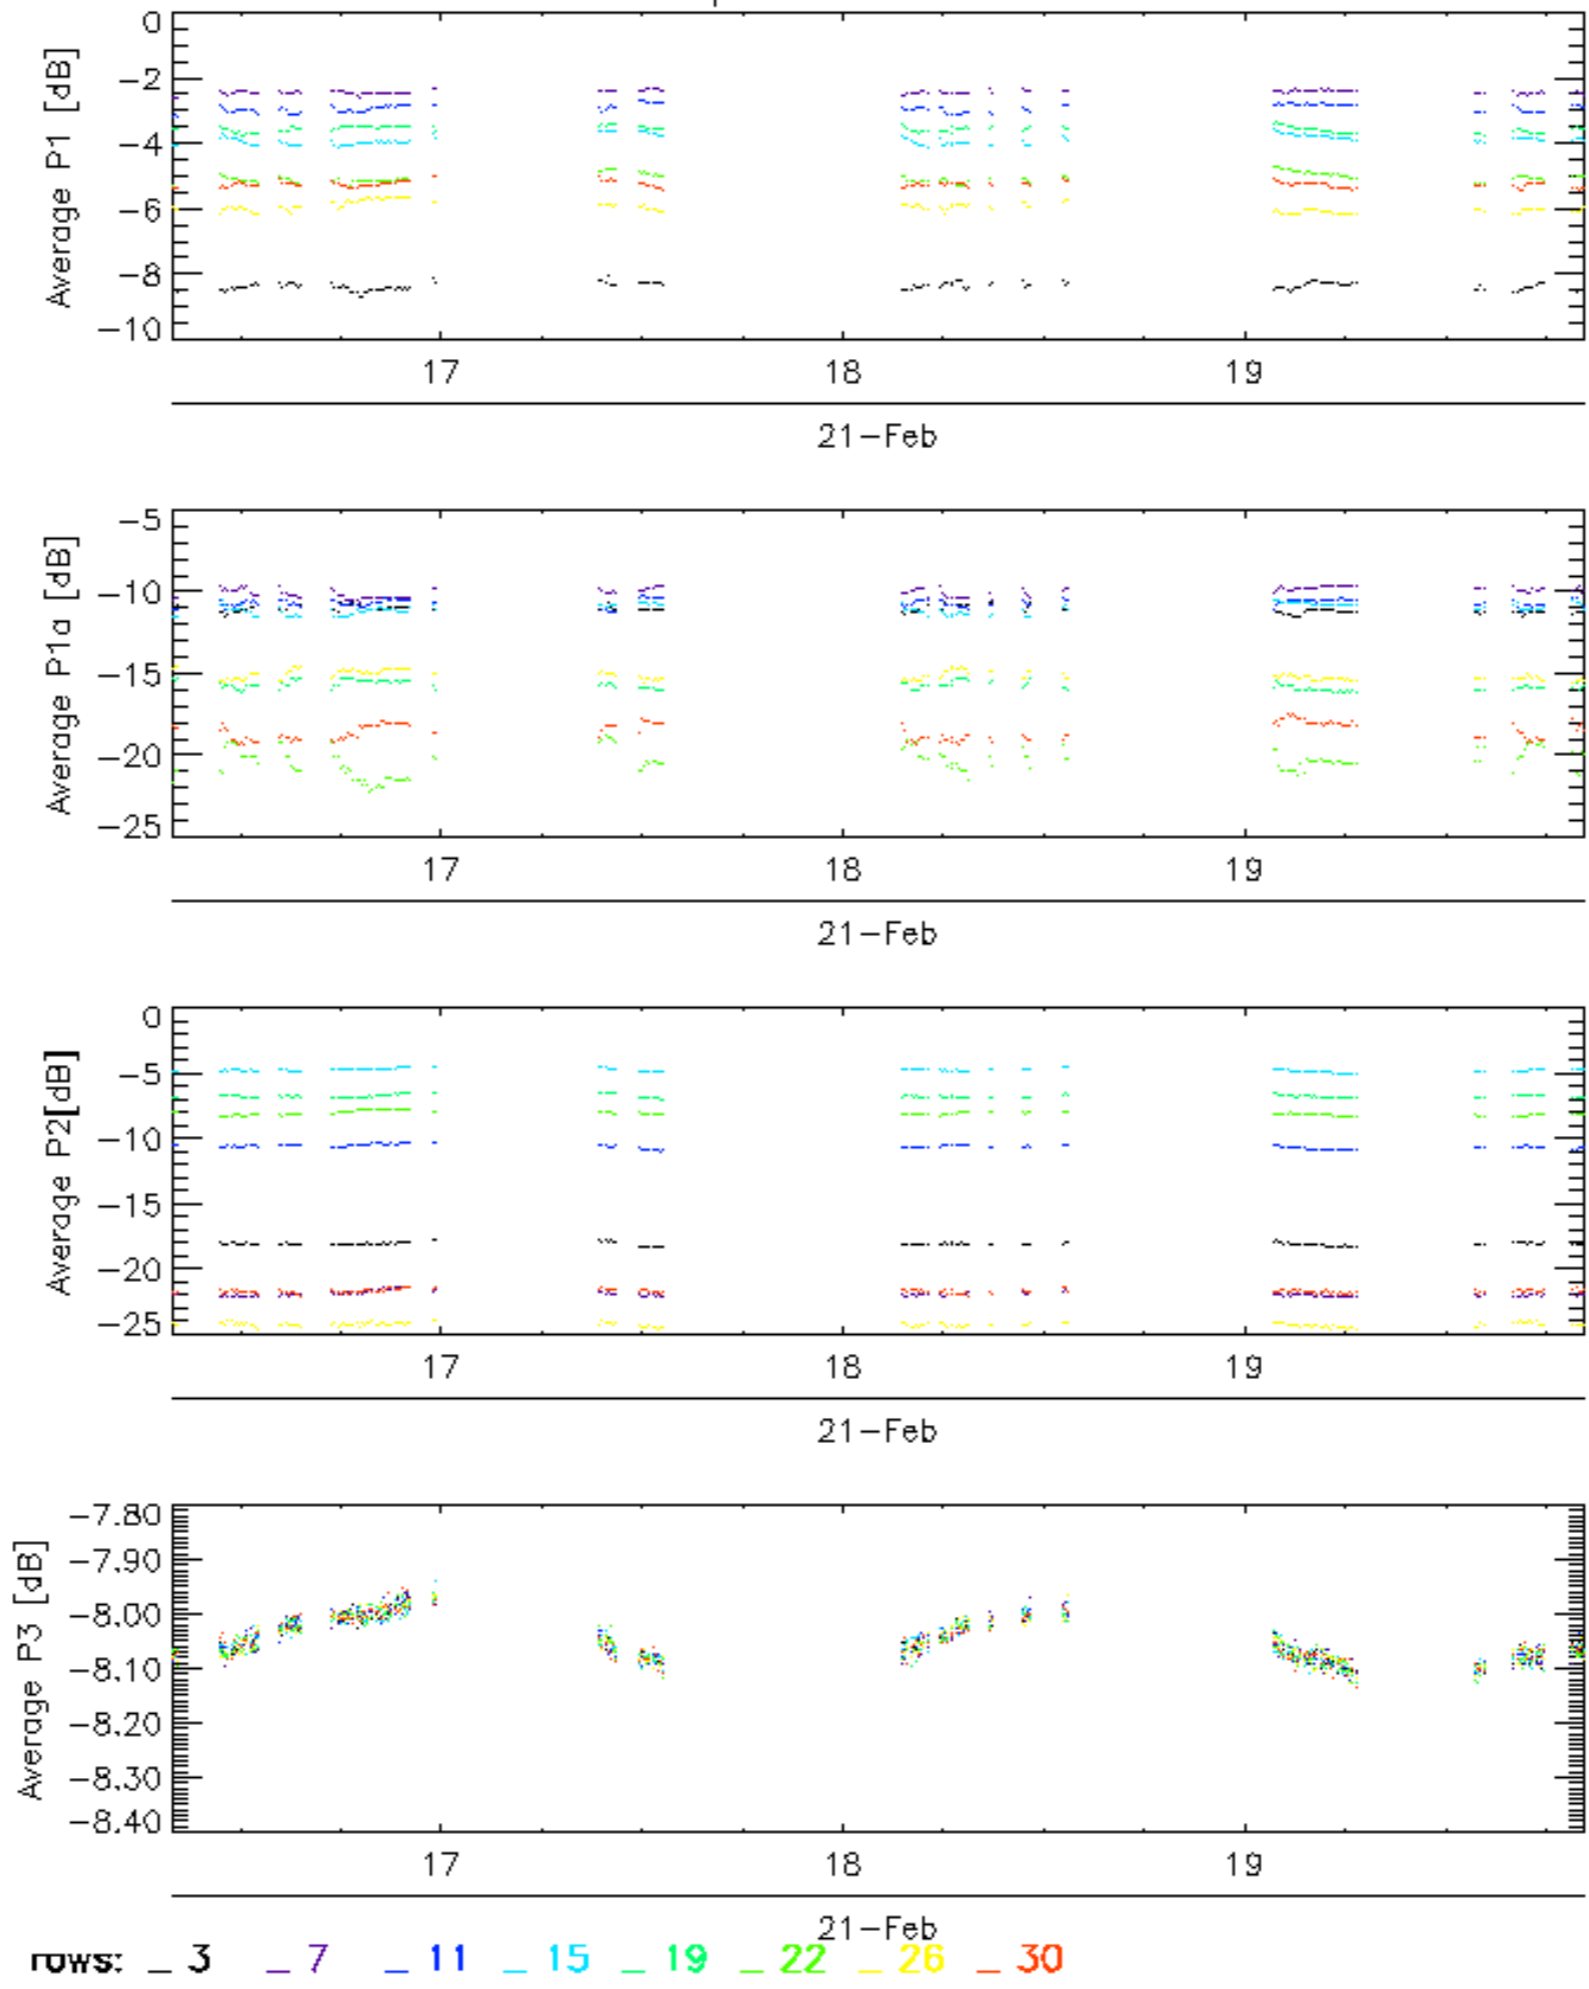 0
-2
-4
-6
-8
-10
Average P1 [dB]
17 18 19
21-Feb
-5
-10
-15
-20
-25
Average P1a [dB]
17 18 19
21-Feb
0
-5
-10
-15
-20
-25
Average P2[dB]
17 18 19
21-Feb
-7.80
-7.90
-8.00
-8.10
-8.20
-8.30
-8.40
Average P3 [dB]
17 18 19
21-Feb
rows: _ 3 _ 7 _ 11 _ 15 _ 19 _ 22 _ 26 _ 30